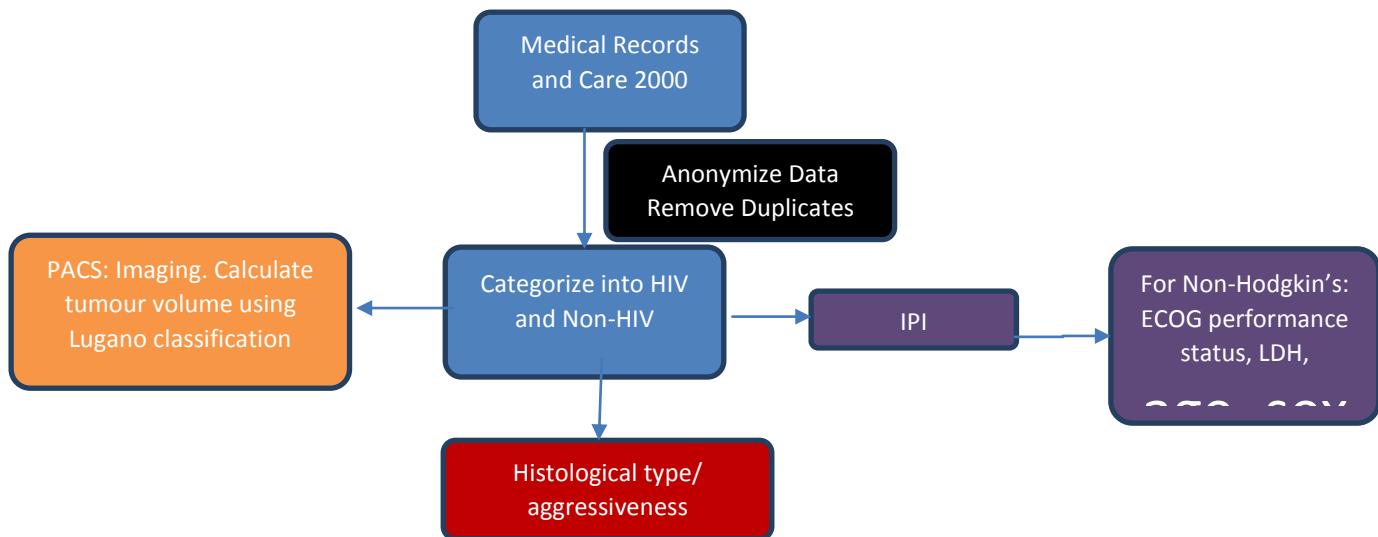 Medical Records
and Care 2000
Anonymize Data
Remove Duplicates
PACS: Imaging. Calculate
tumour volume using
Lugano classification
Categorize into HIV
and Non-HIV
IPI
For Non-Hodgkin's:
ECOG performance
status, LDH,
Histological type/
aggressiveness